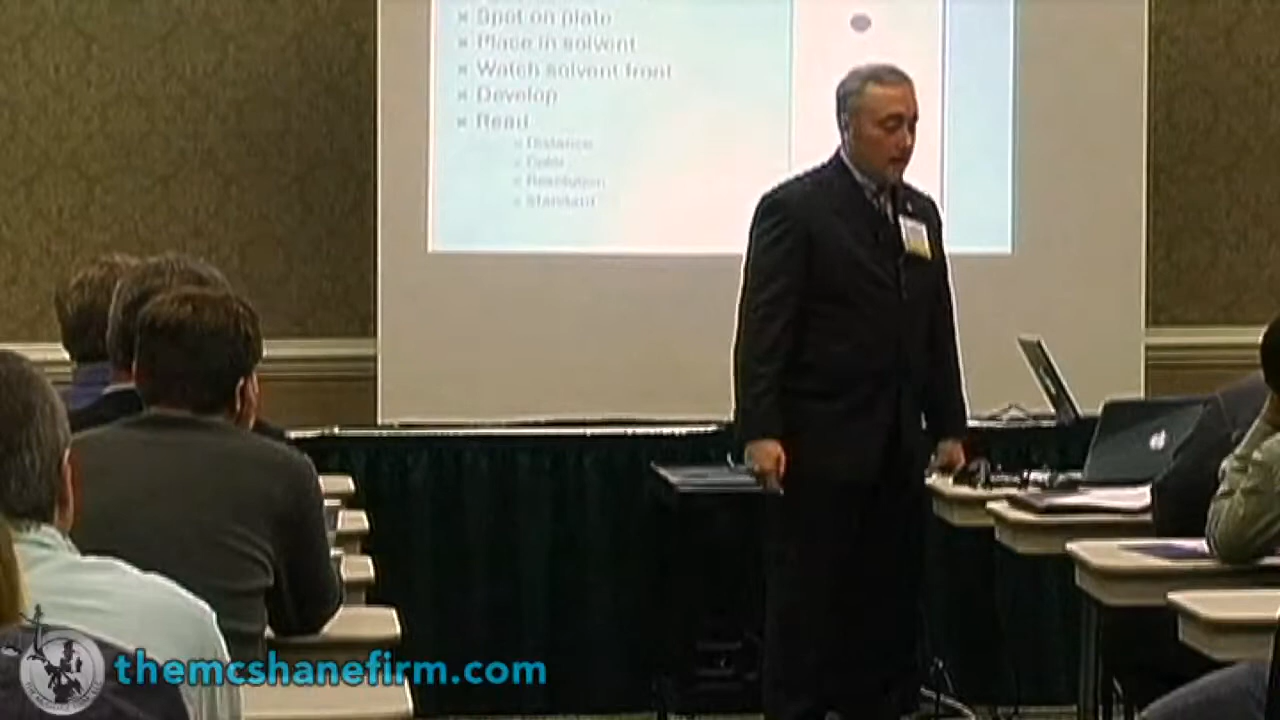 Spot on plate
Place in solvent
Watch solvent front
Develop
Read
Distance
Color
Resolution
Standard
themcshanefirm.com